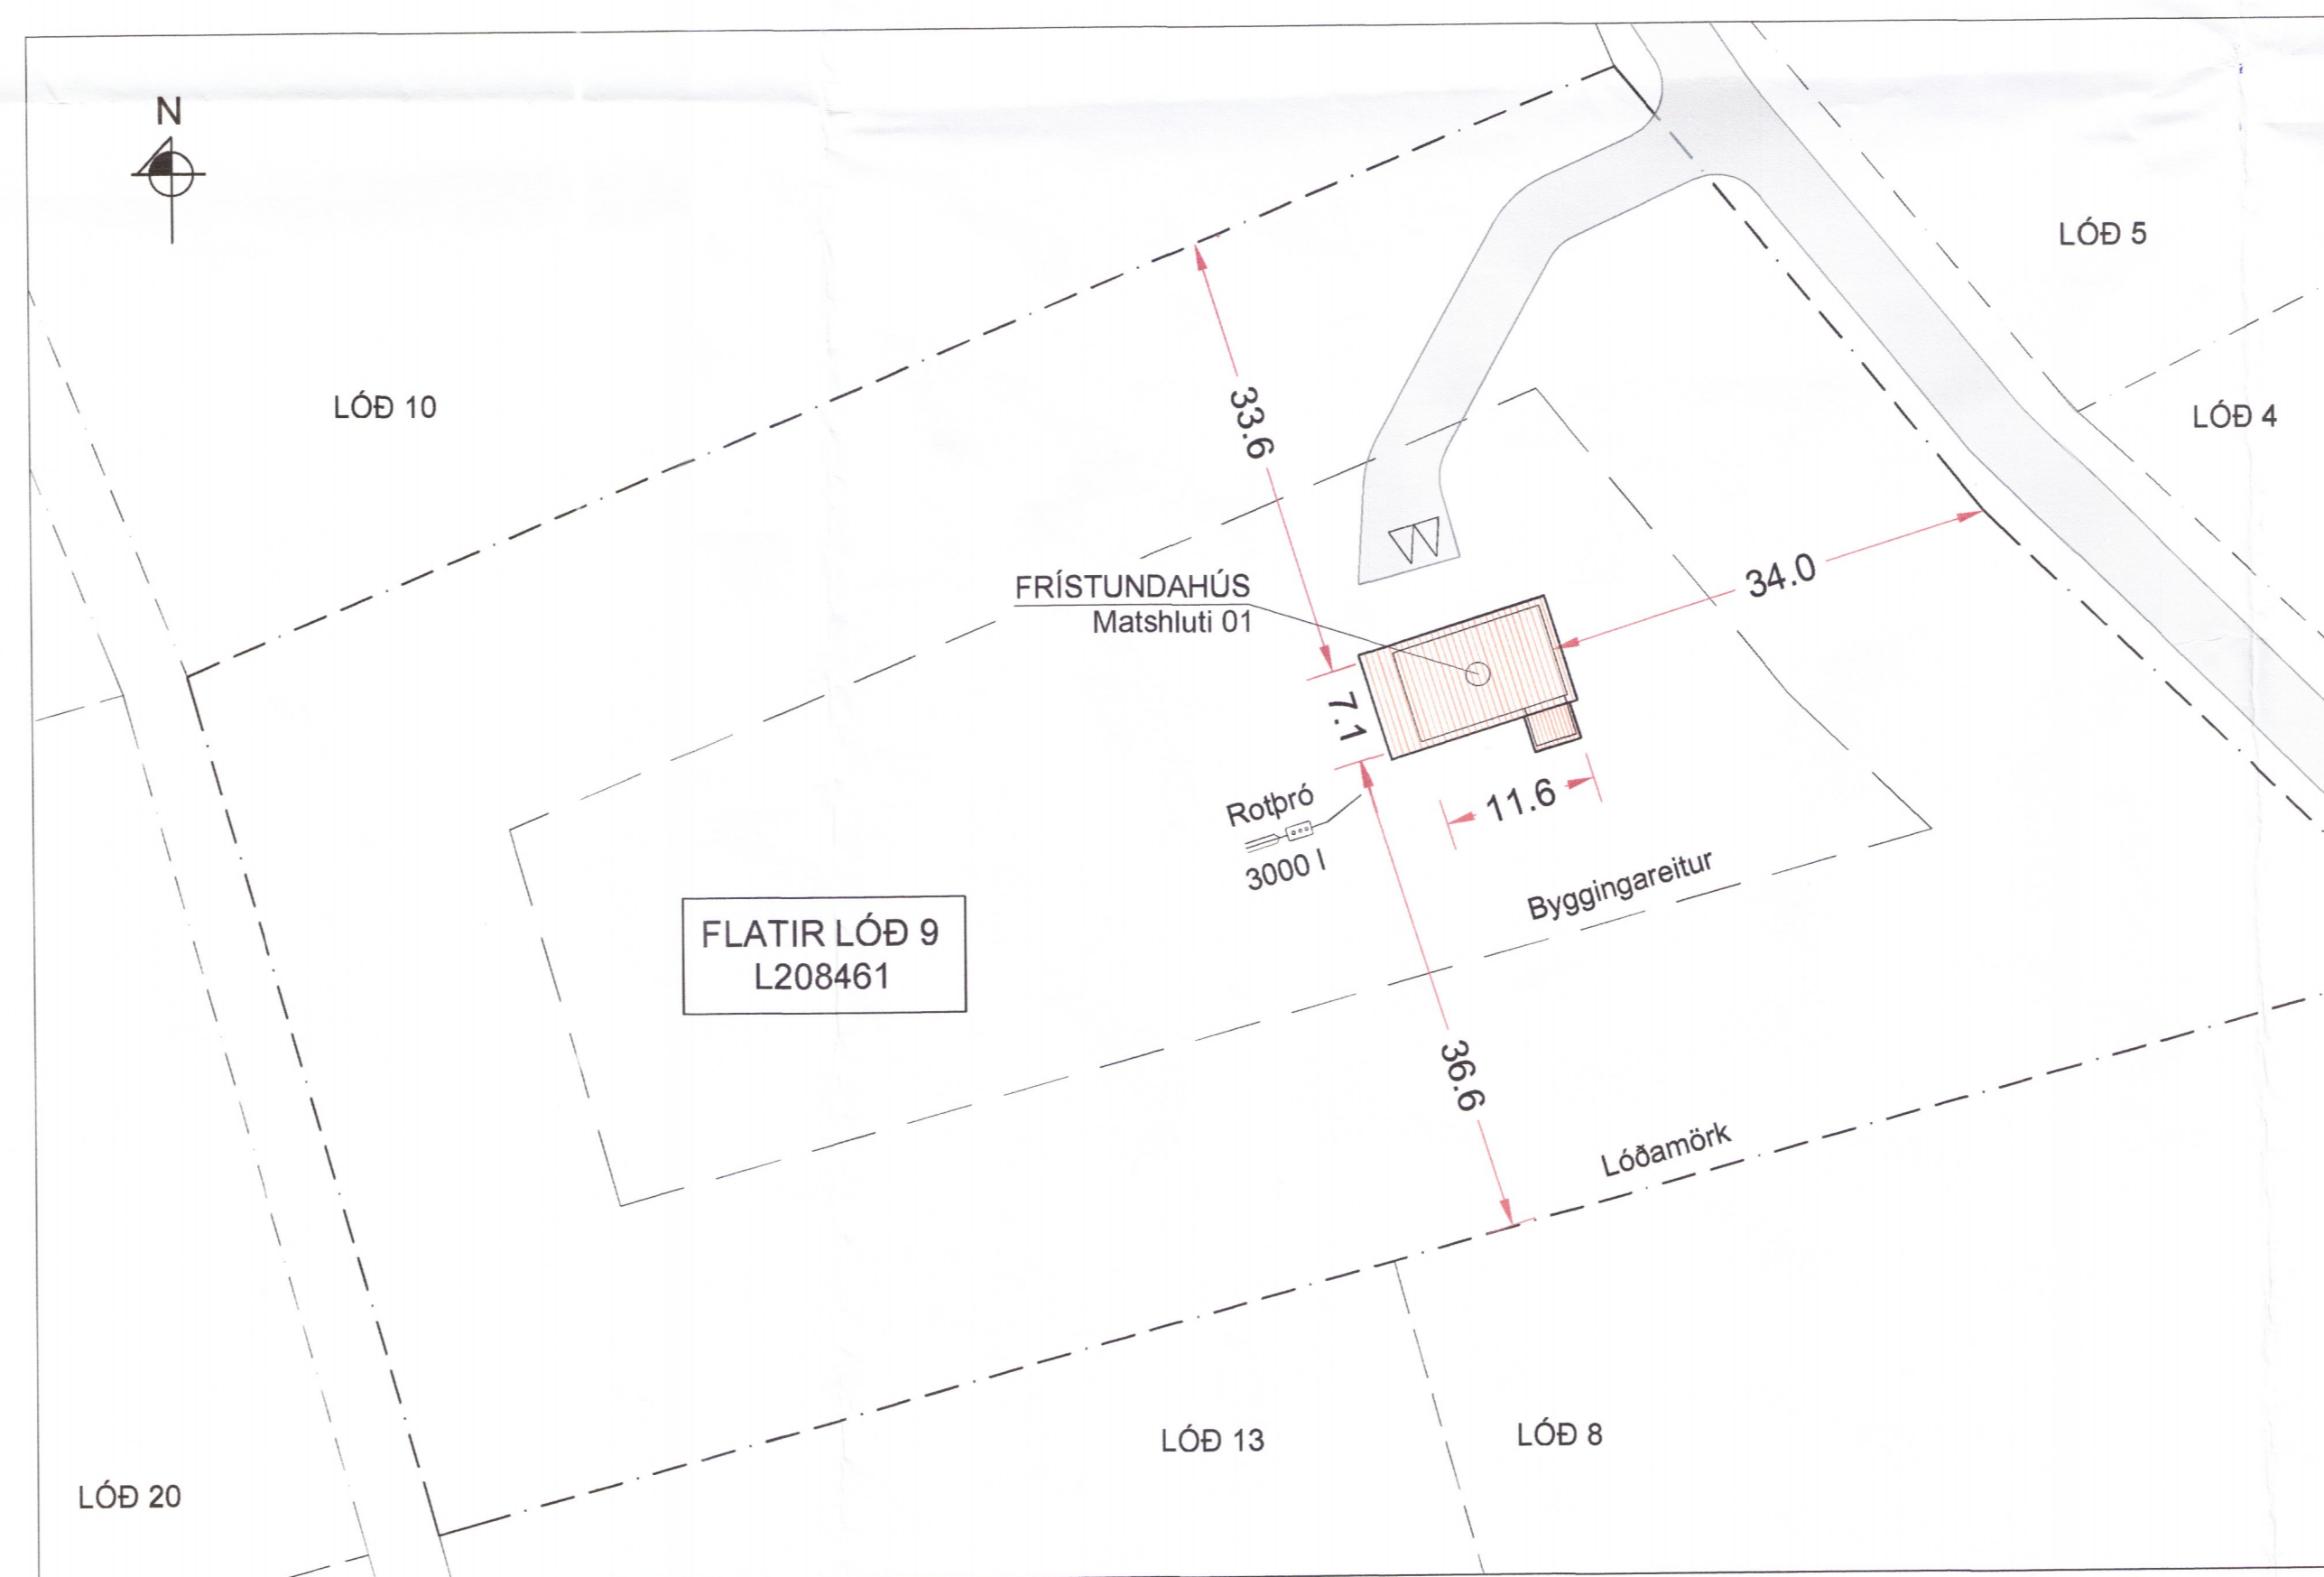 N
LÓÐ 5
LÓÐ 10
LÓÐ 4
33.6
34.0
FRÍSTUNDAHÚS
Matshluti 01
7.1
11.6
Rotþró
3000 l
Byggingareitur
FLATIR LÓÐ 9
L208461
36.6
Lóðamörk
LÓÐ 13
LÓÐ 8
LÓÐ 20